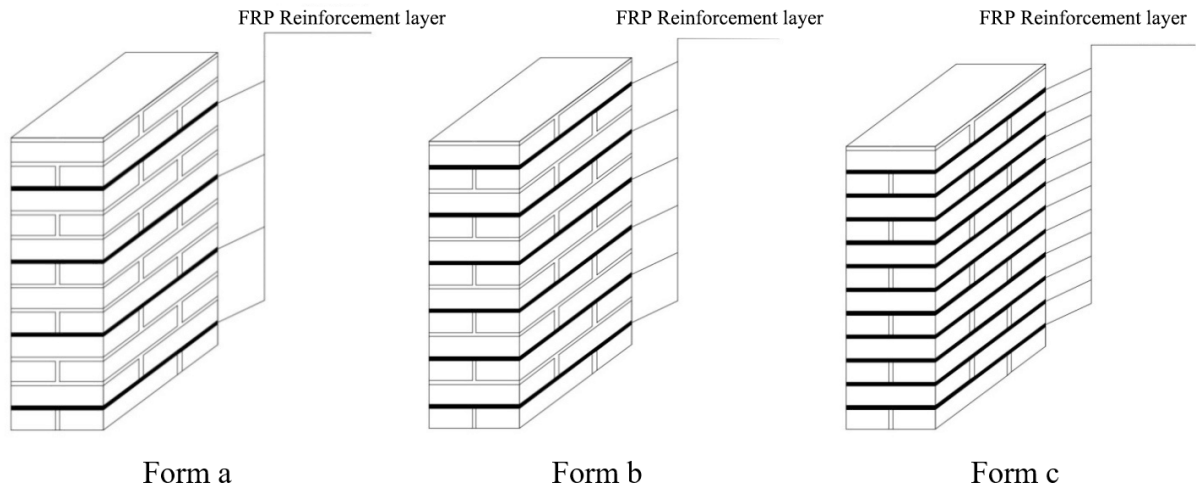 FRP Reinforcement layer
FRP Reinforcement layer
FRP Reinforcement layer
Form a
Form b
Form c